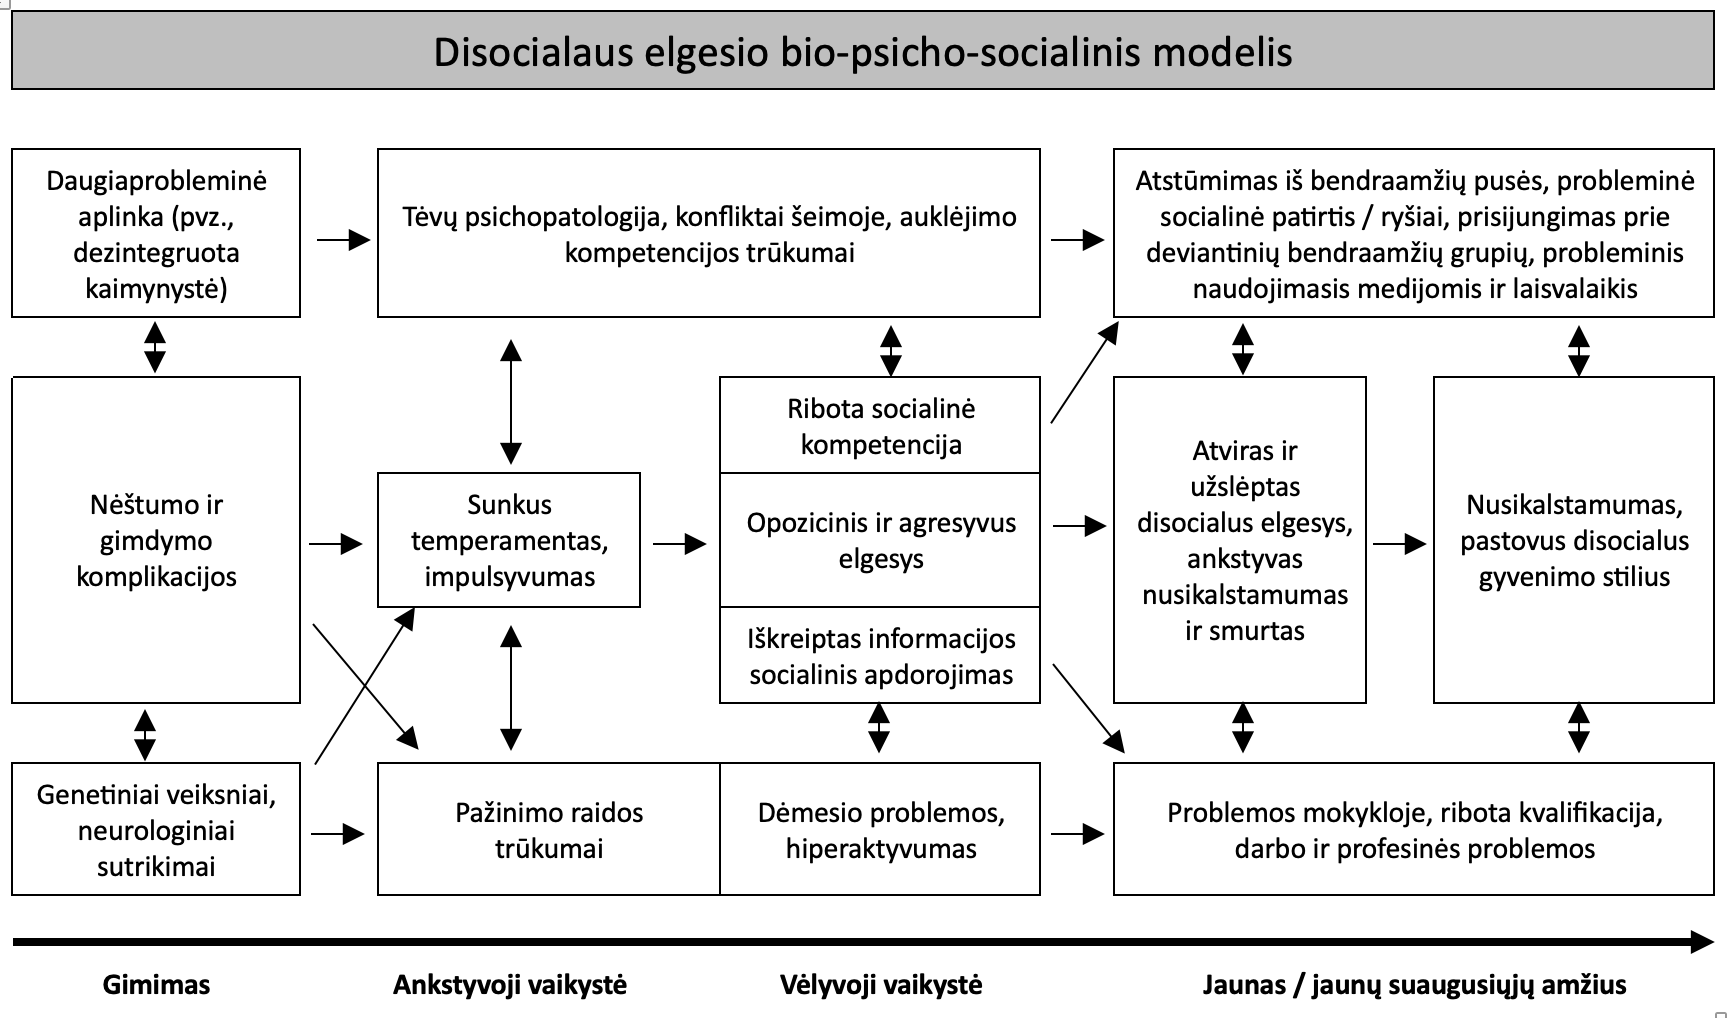 Disocialaus elgesio bio-psicho-socialinis modelis
Daugiaprobleminė
aplinka (pvz.,
dezintegruota
kaimynystė)
Tėvų psichopatologija, konfliktai šeimoje, auklėjimo
kompetencijos trūkumai
Atstūmimas iš bendraamžių pusės, probleminė
socialinė patirtis / ryšiai, prisijungimas prie
deviantinių bendraamžių grupių, probleminis
naudojimasis medijomis ir laisvalaikis
Nėštumo ir
gimdymo
komplikacijos
Sunkus
temperamentas,
impulsyvumas
Ribota socialinė
kompetencija
Opozicinis ir agresyvus
elgesys
Iškreiptas informacijos
socialinis apdorojimas
Atviras ir
užslėptas
disocialus elgesys,
ankstyvas
nusikalstamumas
ir smurtas
Nusikalstamumas,
pastovus disocialus
gyvenimo stilius
Genetiniai veiksniai,
neurologiniai
sutrikimai
Pažinimo raidos
trūkumai
Dėmesio problemos,
hiperaktyvumas
Problemos mokykloje, ribota kvalifikacija,
darbo ir profesinės problemos
Gimimas
Ankstyvoji vaikystė
Vėlyvoji vaikystė
Jaunas / jaunų suaugusiųjų amžius